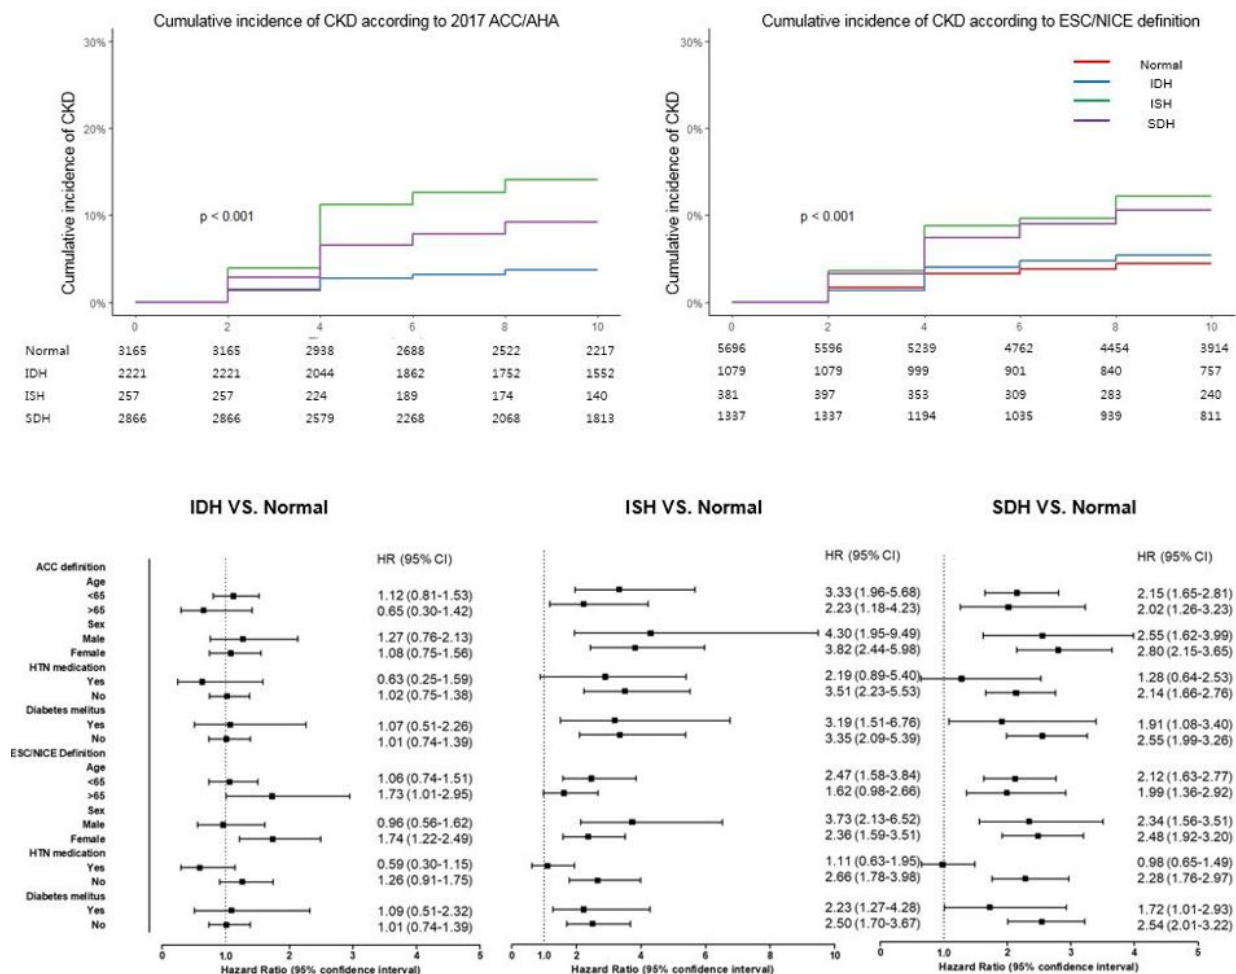 Cumulative incidence of CKD according to 2017 ACC/AHA
30%
20%
10%
0%
Cumulative incidence of CKD
p < 0.001
0 2 4 6 8 10
Normal 3165 3165 2938 2688 2522 2217
IDH 2221 2221 2044 1862 1752 1552
ISH 257 257 224 189 174 140
SDH 2866 2866 2579 2268 2068 1813
Cumulative incidence of CKD according to ESC/NICE definition
30%
0%
0%
0%
Cumulative incidence of CKD
Normal
IDH
ISH
SDH
p < 0.001
0 2 4 6 8 10
5696 5596 5239 4762 4454 3914
1079 1079 999 901 840 757
381 397 353 309 283 240
1337 1337 1194 1035 939 811
IDH VS. Normal
HR (95% CI)
ACC definition
Age
<65 1.12 (0.81-1.53)
>65 0.65 (0.30-1.42)
Sex
Male 1.27 (0.76-2.13)
Female 1.08 (0.75-1.56)
HTN medication
Yes 0.63 (0.25-1.59)
No 1.02 (0.75-1.38)
Diabetes melitus
Yes 1.07 (0.51-2.26)
No 1.01 (0.74-1.39)
ESC/NICE Definition
Age
<65 1.06 (0.74-1.51)
>65 1.73 (1.01-2.95)
Sex
Male 0.96 (0.56-1.62)
Female 1.74 (1.22-2.49)
HTN medication
Yes 0.59 (0.30-1.15)
No 1.26 (0.91-1.75)
Diabetes melitus
Yes 1.09 (0.51-2.32)
No 1.01 (0.74-1.39)
0 1 2 3 4 5
Hazard Ratio (95% confidence interval)
ISH VS. Normal
HR (95% CI)
3.33 (1.96-5.68)
2.23 (1.18-4.23)
4.30 (1.95-9.49)
3.82 (2.44-5.98)
2.19 (0.89-5.40)
3.51 (2.23-5.53)
3.19 (1.51-6.76)
3.35 (2.09-5.39)
2.47 (1.58-3.84)
1.62 (0.98-2.66)
3.73 (2.13-6.52)
2.36 (1.59-3.51)
1.11 (0.63-1.95)
2.66 (1.78-3.98)
2.23 (1.27-4.28)
2.50 (1.70-3.67)
0 1 2 4 6 8 10
Hazard Ratio (95% confidence interval)
SDH VS. Normal
HR (95% CI)
2.15 (1.65-2.81)
2.02 (1.26-3.23)
2.55 (1.62-3.99)
2.80 (2.15-3.65)
1.28 (0.64-2.53)
2.14 (1.66-2.76)
1.91 (1.08-3.40)
2.55 (1.99-3.26)
2.12 (1.63-2.77)
1.99 (1.36-2.92)
2.34 (1.56-3.51)
2.48 (1.92-3.20)
0.98 (0.65-1.49)
2.28 (1.76-2.97)
1.72 (1.01-2.93)
2.54 (2.01-3.22)
0 1 2 3 4 5
Hazard Ratio (95% confidence interval)